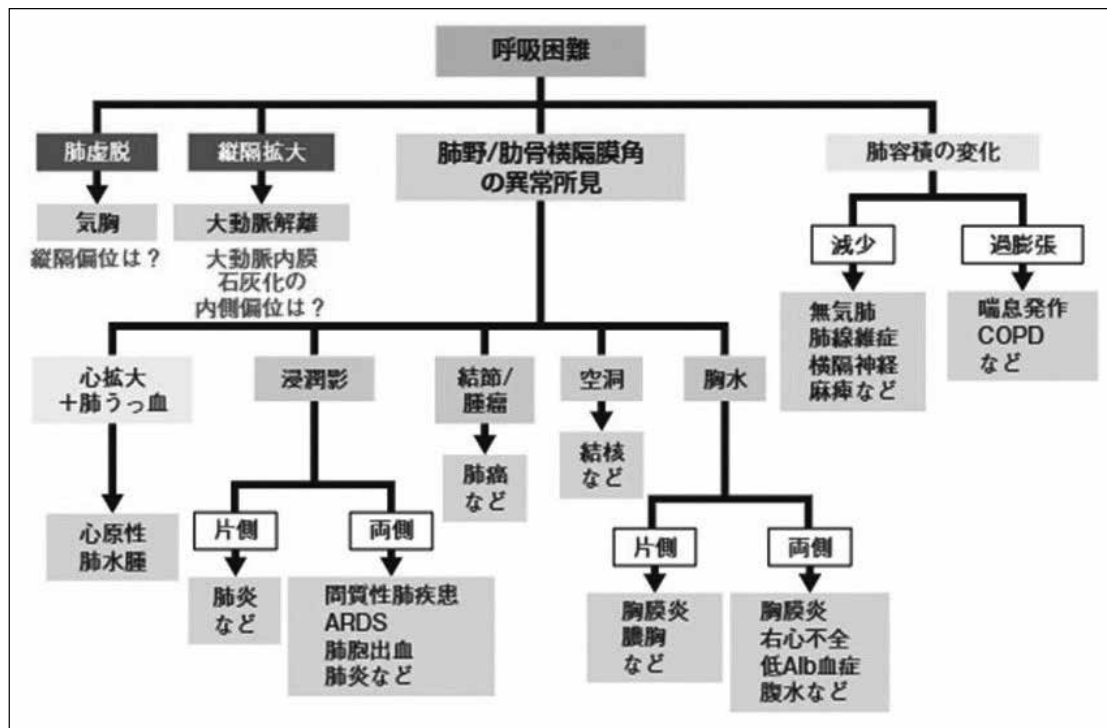 呼吸困難
肺虚脱
縦隔拡大
肺野/肋骨横隔膜角
の異常所見
肺容積の変化
気胸
縦隔偏位は？
大動脈解離
大動脈内膜
石灰化の
内側偏位は？
減少
過膨張
無気肺
肺線維症
横隔神経
麻痺など
喘息発作
COPD
など
心拡大
＋肺うっ血
浸潤影
結節/
腫瘤
空洞
胸水
肺癌
など
結核
など
心原性
肺水腫
片側
両側
片側
両側
肺炎
など
間質性肺疾患
ARDS
肺胞出血
肺炎など
胸膜炎
膿胸
など
胸膜炎
右心不全
低Alb血症
腹水など